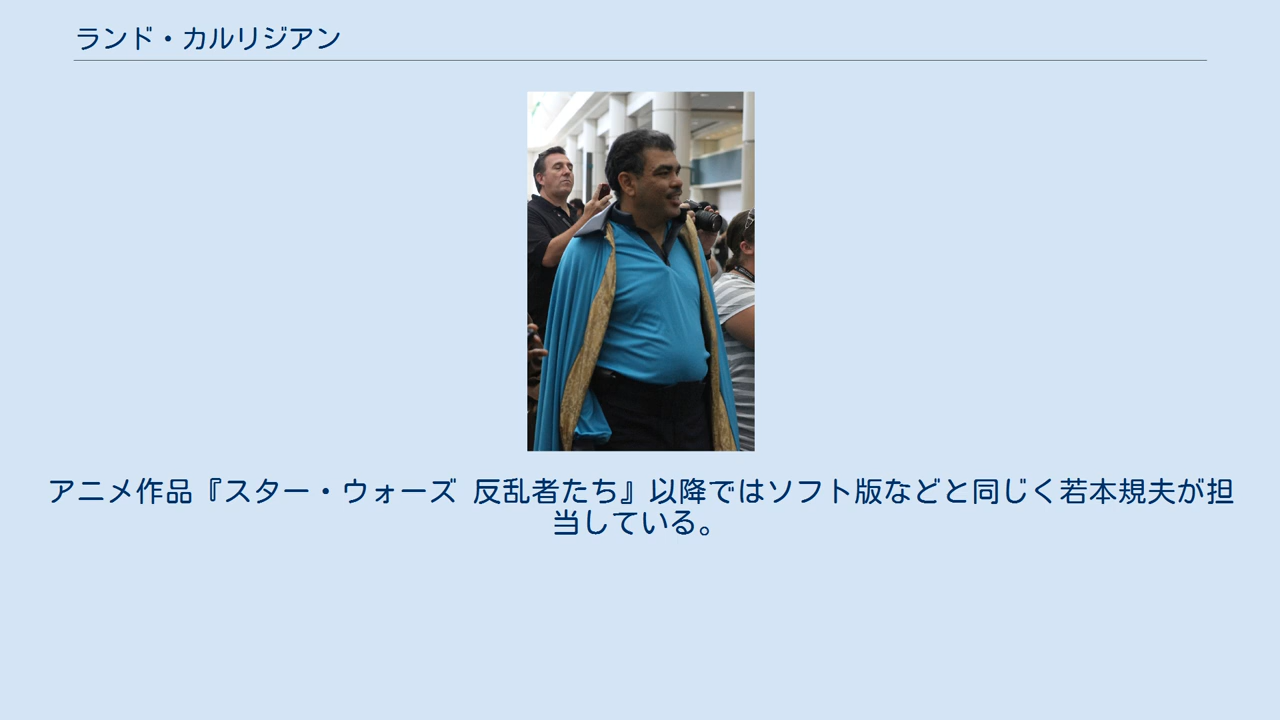 ランド・カルリジアン
アニメ作品『スター・ウォーズ 反乱者たち』以降ではソフト版などと同じく若本規夫が担
当している。